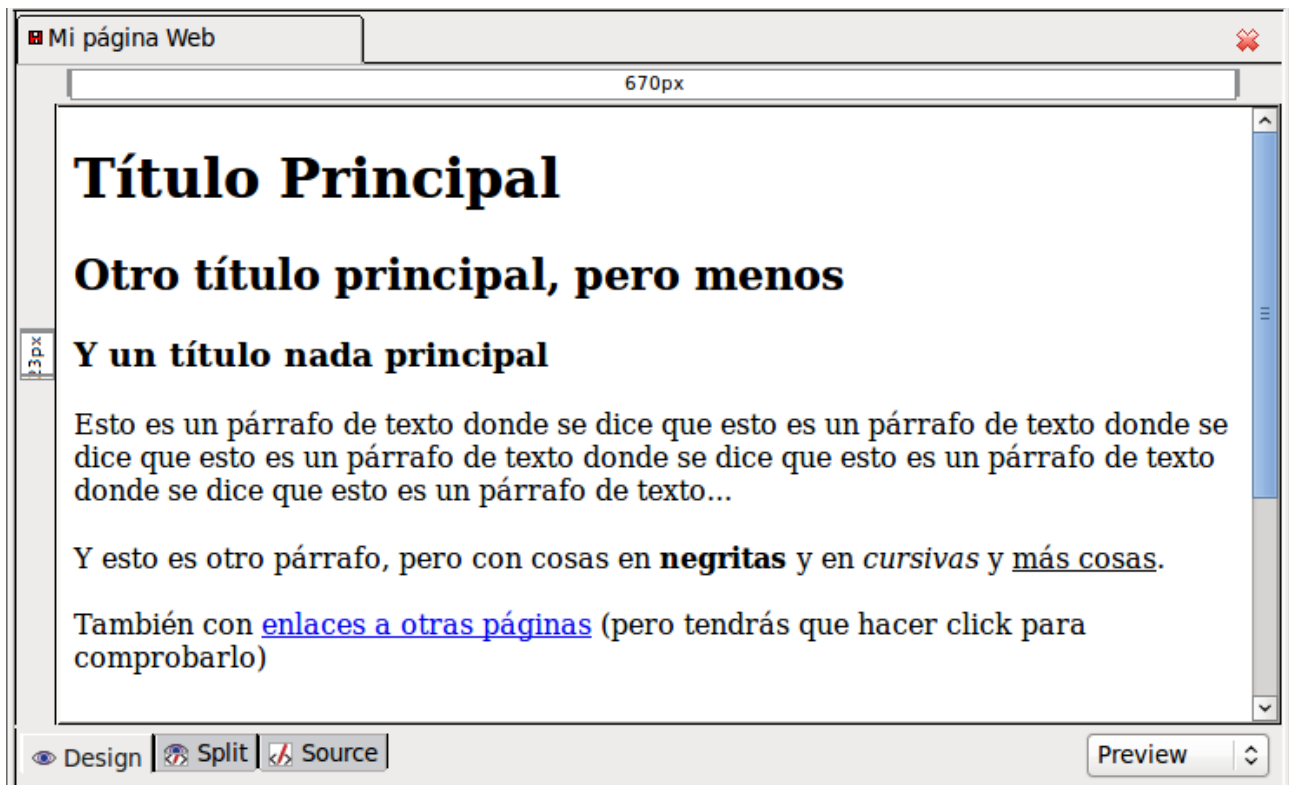 Mi página Web
670px
Título Principal
Otro título principal, pero menos
Y un título nada principal
23px
Esto es un párrafo de texto donde se dice que esto es un párrafo de texto donde se
dice que esto es un párrafo de texto donde se dice que esto es un párrafo de texto
donde se dice que esto es un párrafo de texto...
Y esto es otro párrafo, pero con cosas en negritas y en cursivas y más cosas.
También con enlaces a otras páginas (pero tendrás que hacer click para
comprobarlo)
Design Split Source Preview